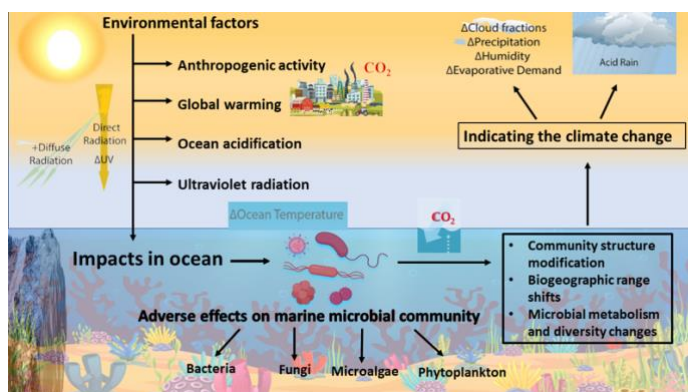 Environmental factors
Anthropogenic activity
CO2
Global warming
Direct
Radiation
+Diffuse
Radiation
ΔUV
Ocean acidification
Ultraviolet radiation
ΔCloud fractions
ΔPrecipitation
ΔHumidity
ΔEvaporative Demand
Acid Rain
Indicating the climate change
ΔOcean Temperature
CO2
Impacts in ocean
• Community structure
modification
• Biogeographic range
shifts
• Microbial metabolism
and diversity changes
Adverse effects on marine microbial community
Bacteria
Fungi
Microalgae
Phytoplankton